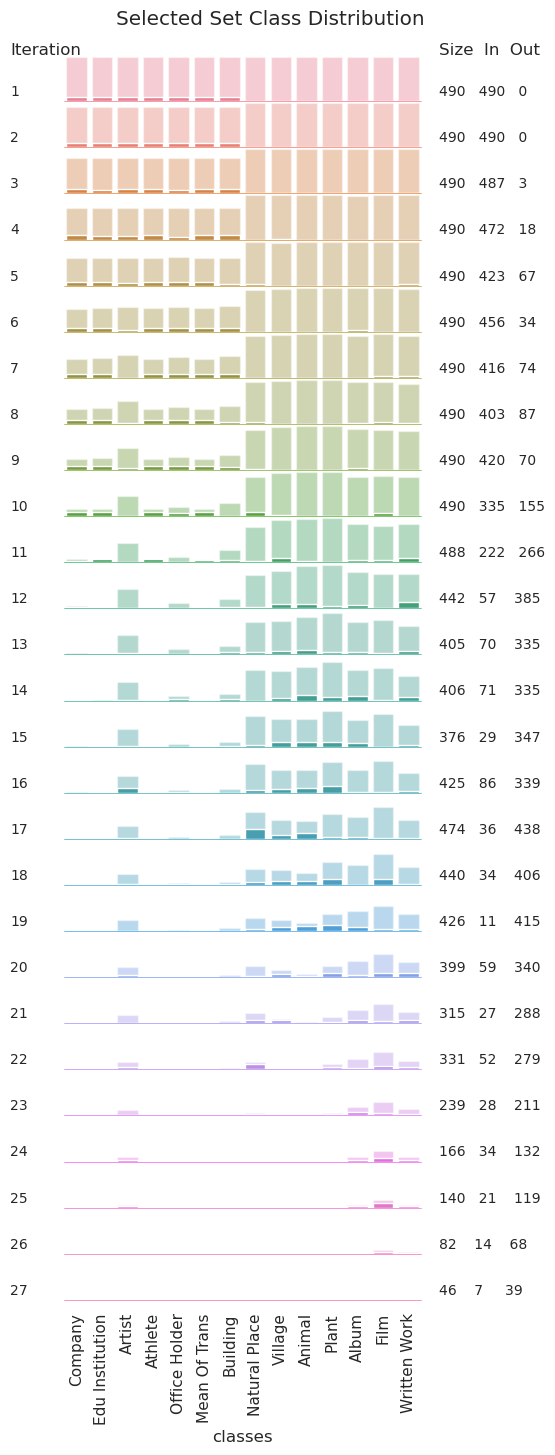 Selected Set Class Distribution
Iteration Size In Out
1 490 490 0
2 490 490 0
3 490 487 3
4 490 472 18
5 490 423 67
6 490 456 34
7 490 416 74
8 490 403 87
9 490 420 70
10 490 335 155
11 488 222 266
12 442 57 385
13 405 70 335
14 406 71 335
15 376 29 347
16 425 86 339
17 474 36 438
18 440 34 406
19 426 11 415
20 399 59 340
21 315 27 288
22 331 52 279
23 239 28 211
24 166 34 132
25 140 21 119
26 82 14 68
27 46 7 39
Company
Edu Institution
Artist
Athlete
Office Holder
Mean Of Trans
Building
Natural Place
Village
Animal
Plant
Album
Film
Written Work
classes